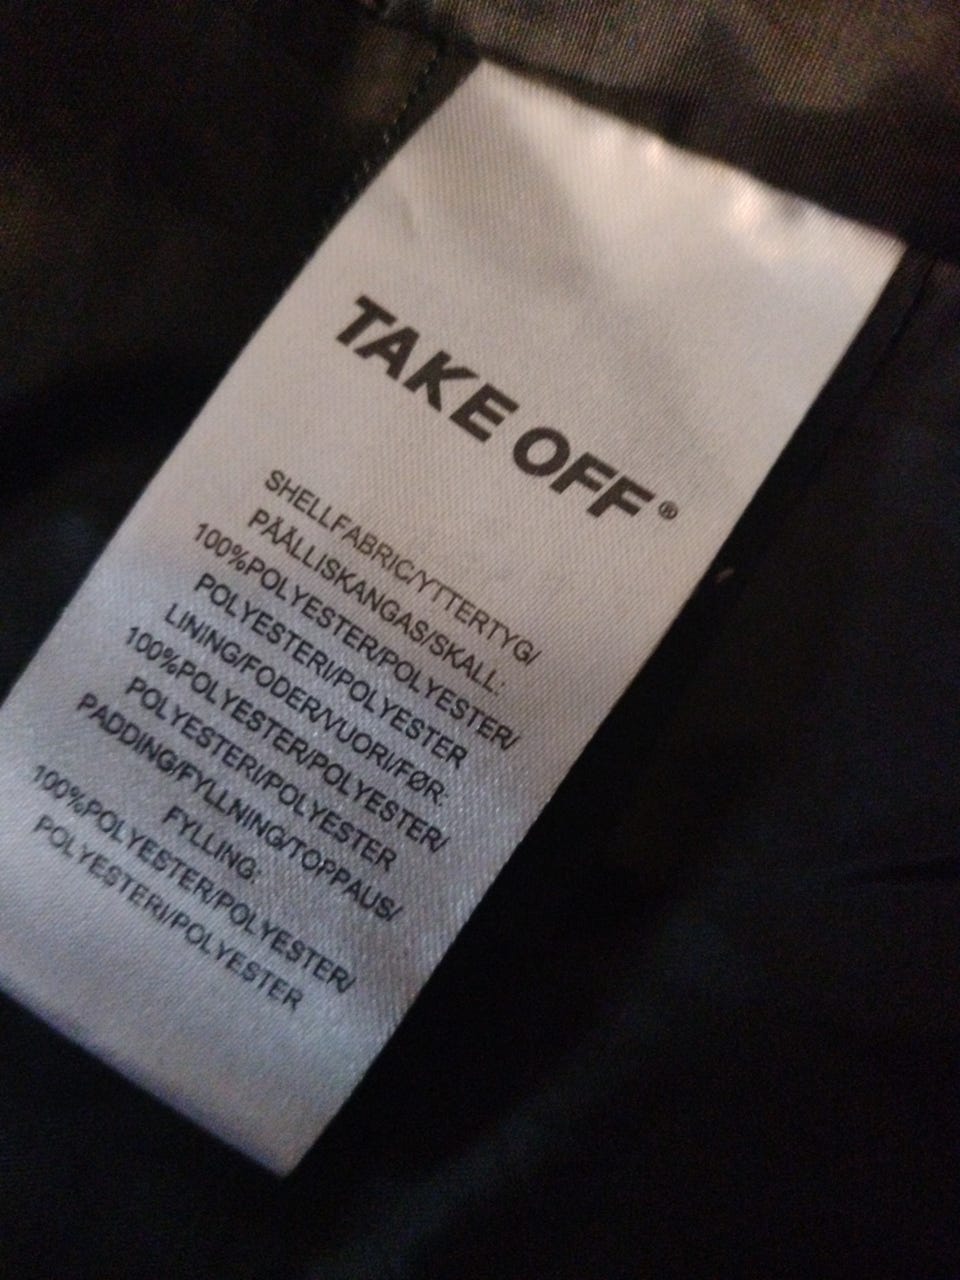 TAKE OFF®
SHELLFABRIC/YTTERTYG/
PÄÄLLISKANGAS/SKALL:
100%POLYESTER/POLYESTER/
POLYESTERI/POLYESTER
LINING/FODER/VUORI/FØR:
100%POLYESTER/POLYESTER/
POLYESTERI/POLYESTER
PADDING/FYLLNING/TOPPAUS/
FYLLING:
100%POLYESTER/POLYESTER/
POLYESTERI/POLYESTER